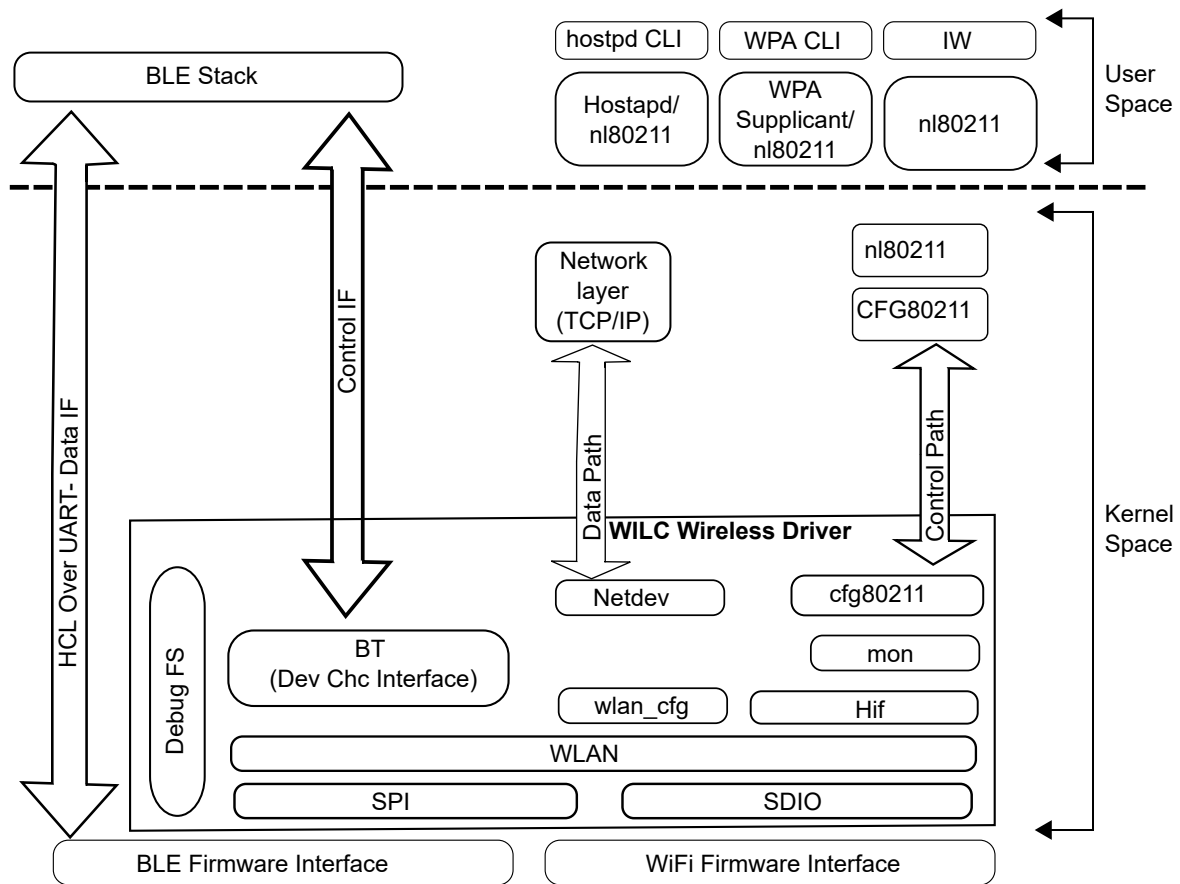 hostpd CLI
WPA CLI
IW
BLE Stack
User
Space
Hostapd/
nl80211
WPA
Supplicant/
nl80211
nl80211
HCL Over UART- Data IF
Control IF
Network
layer
(TCP/IP)
nl80211
CFG80211
Data Path
Control Path
Kernel
Space
WILC Wireless Driver
Debug FS
Netdev
cfg80211
BT
(Dev Chc Interface)
mon
wlan_cfg
Hif
WLAN
SPI
SDIO
BLE Firmware Interface
WiFi Firmware Interface